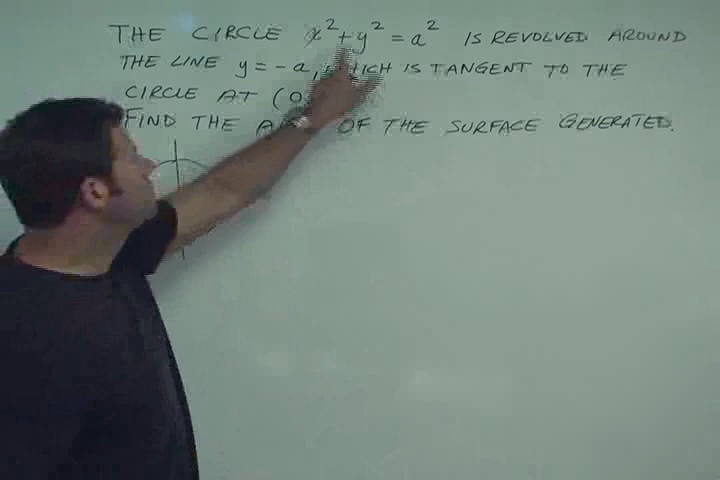 THE CIRCLE x² + y² = a² IS REVOLVED AROUND
THE LINE y = -a, WHICH IS TANGENT TO THE
CIRCLE AT (0
FIND THE OF THE SURFACE GENERATED.